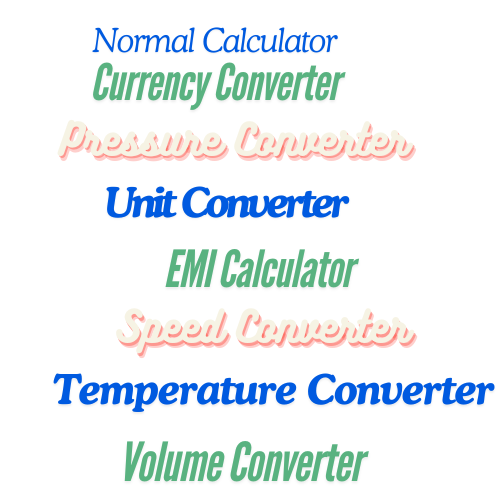 Normal Calculator
Currency Converter
Pressure Converter
Unit Converter
EMI Calculator
Speed Converter
Temperature Converter
Volume Converter